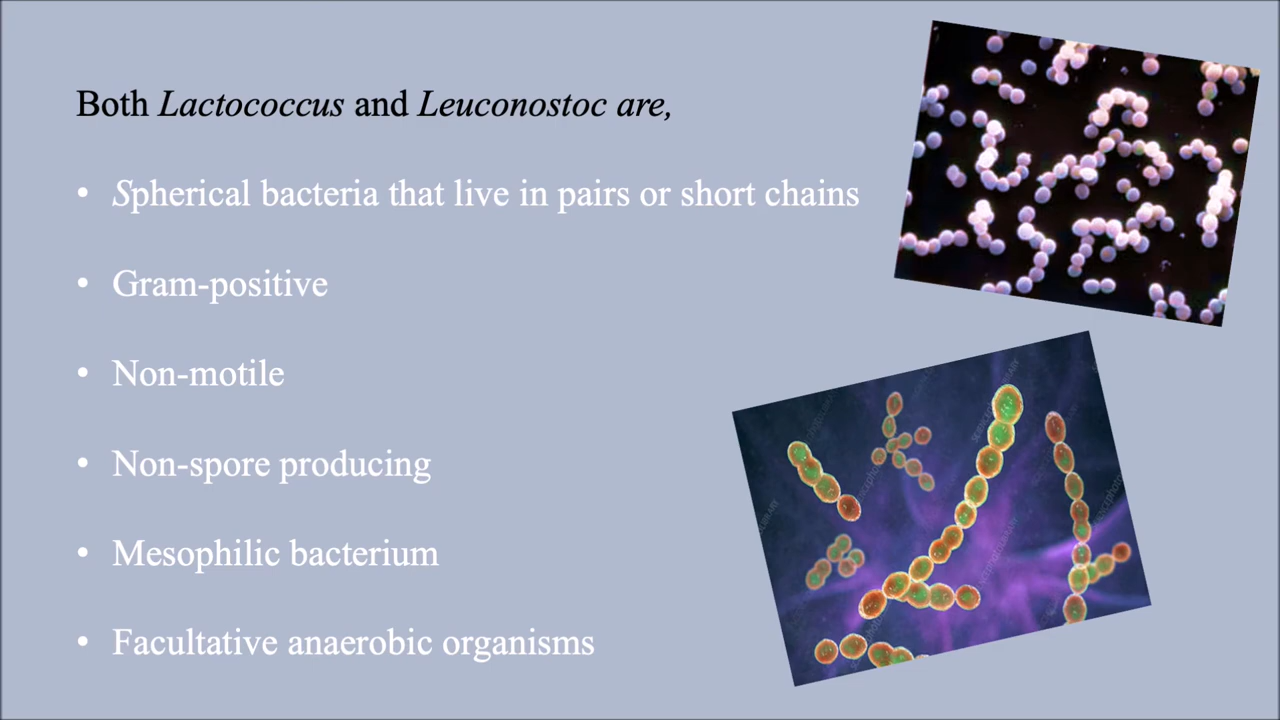 Both Lactococcus and Leuconostoc are,
• Spherical bacteria that live in pairs or short chains
• Gram-positive
• Non-motile
• Non-spore producing
• Mesophilic bacterium
• Facultative anaerobic organisms